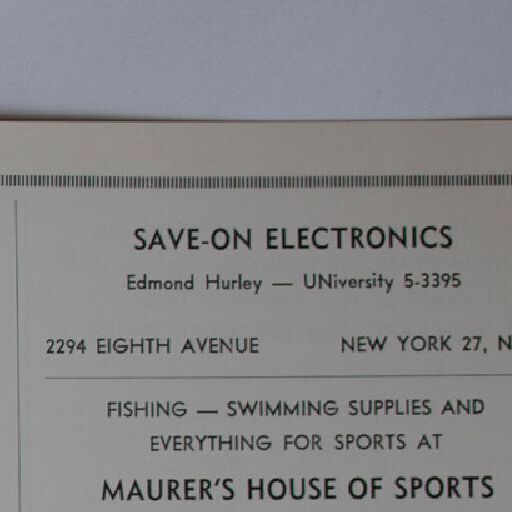 SAVE-ON ELECTRONICS
Edmond Hurley — UNiversity 5-3395
2294 EIGHTH AVENUE NEW YORK 27, N
FISHING — SWIMMING SUPPLIES AND
EVERYTHING FOR SPORTS AT
MAURER'S HOUSE OF SPORTS